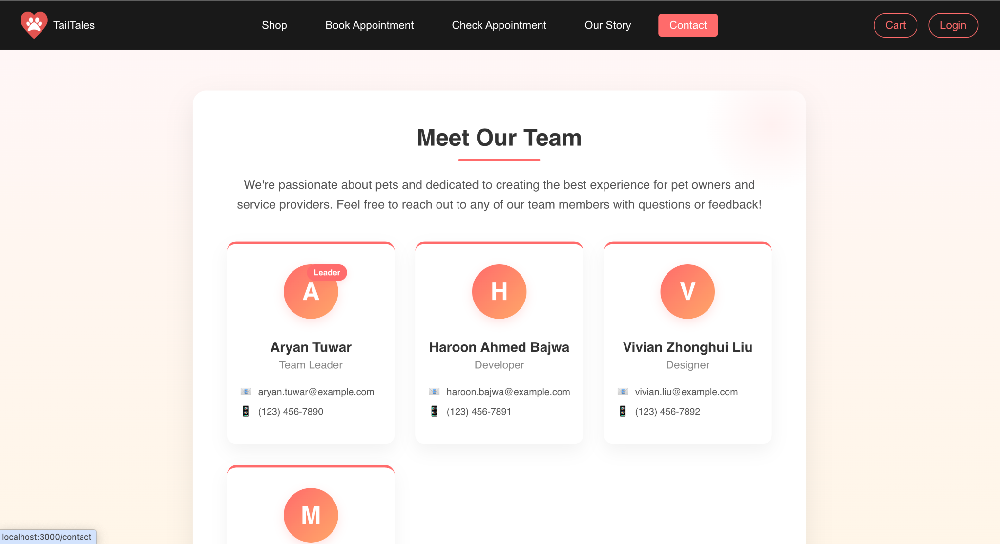 TailTales
Shop
Book Appointment
Check Appointment
Our Story
Contact
Cart
Login
Meet Our Team
We're passionate about pets and dedicated to creating the best experience for pet owners and
service providers. Feel free to reach out to any of our team members with questions or feedback!
Leader
A
Aryan Tuwar
Team Leader
aryan.tuwar@example.com
(123) 456-7890
H
Haroon Ahmed Bajwa
Developer
haroon.bajwa@example.com
(123) 456-7891
V
Vivian Zhonghui Liu
Designer
vivian.liu@example.com
(123) 456-7892
M
localhost:3000/contact